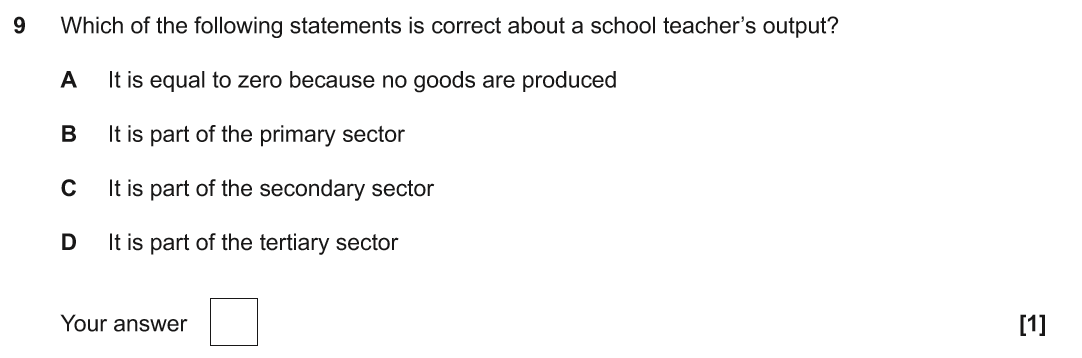 9 Which of the following statements is correct about a school teacher’s output?
A It is equal to zero because no goods are produced
B It is part of the primary sector
C It is part of the secondary sector
D It is part of the tertiary sector
Your answer [1]